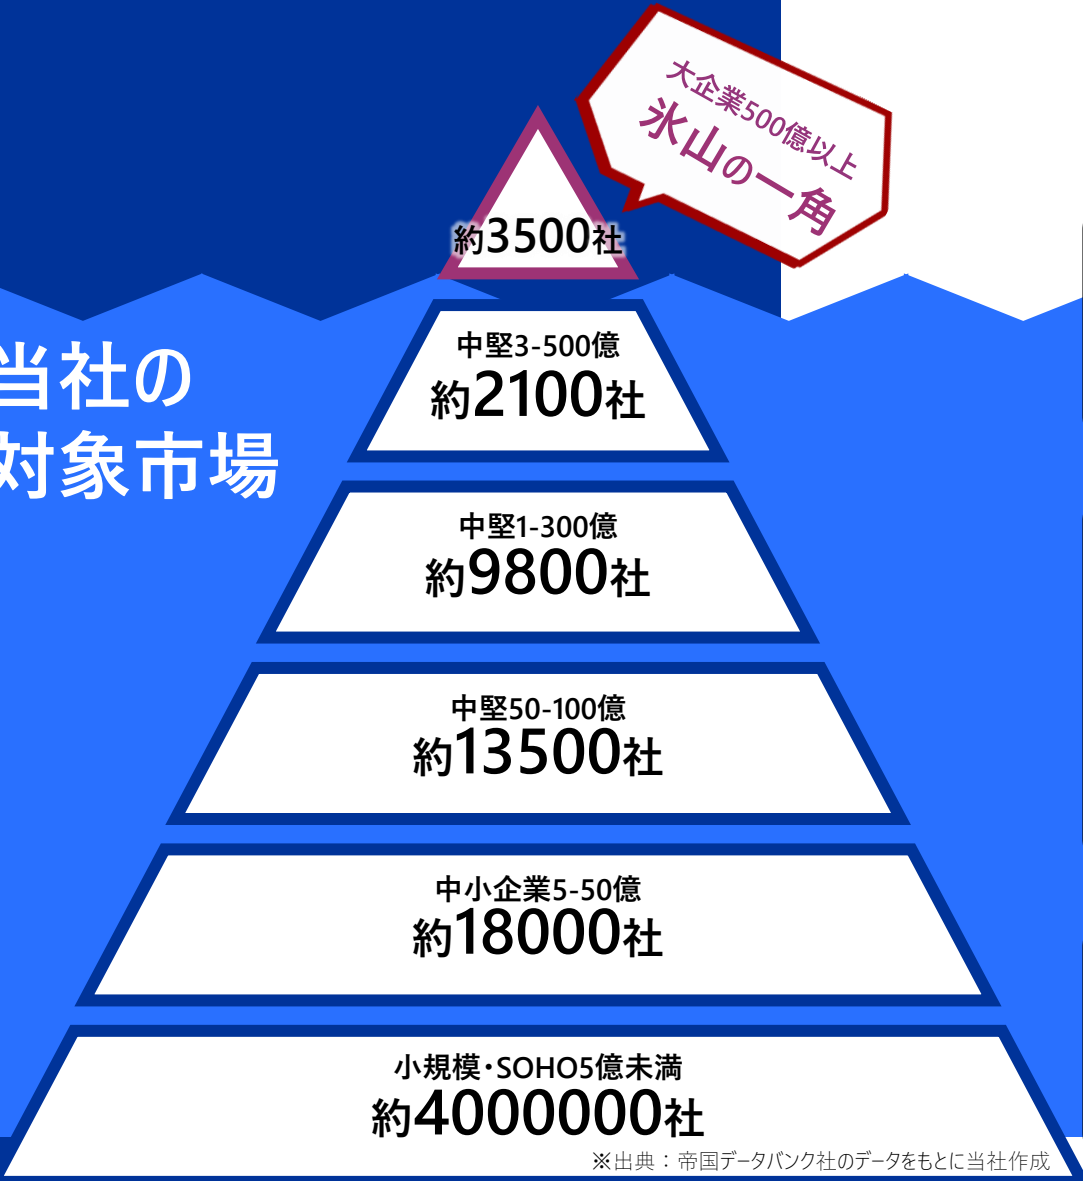 大企業500億以上
氷山の一角
約3500社
当社の
対象市場
中堅3-500億
約2100社
中堅1-300億
約9800社
中堅50-100億
約13500社
中小企業5-50億
約18000社
小規模・SOHO5億未満
約4000000社
※出典：帝国データバンク社のデータをもとに当社作成